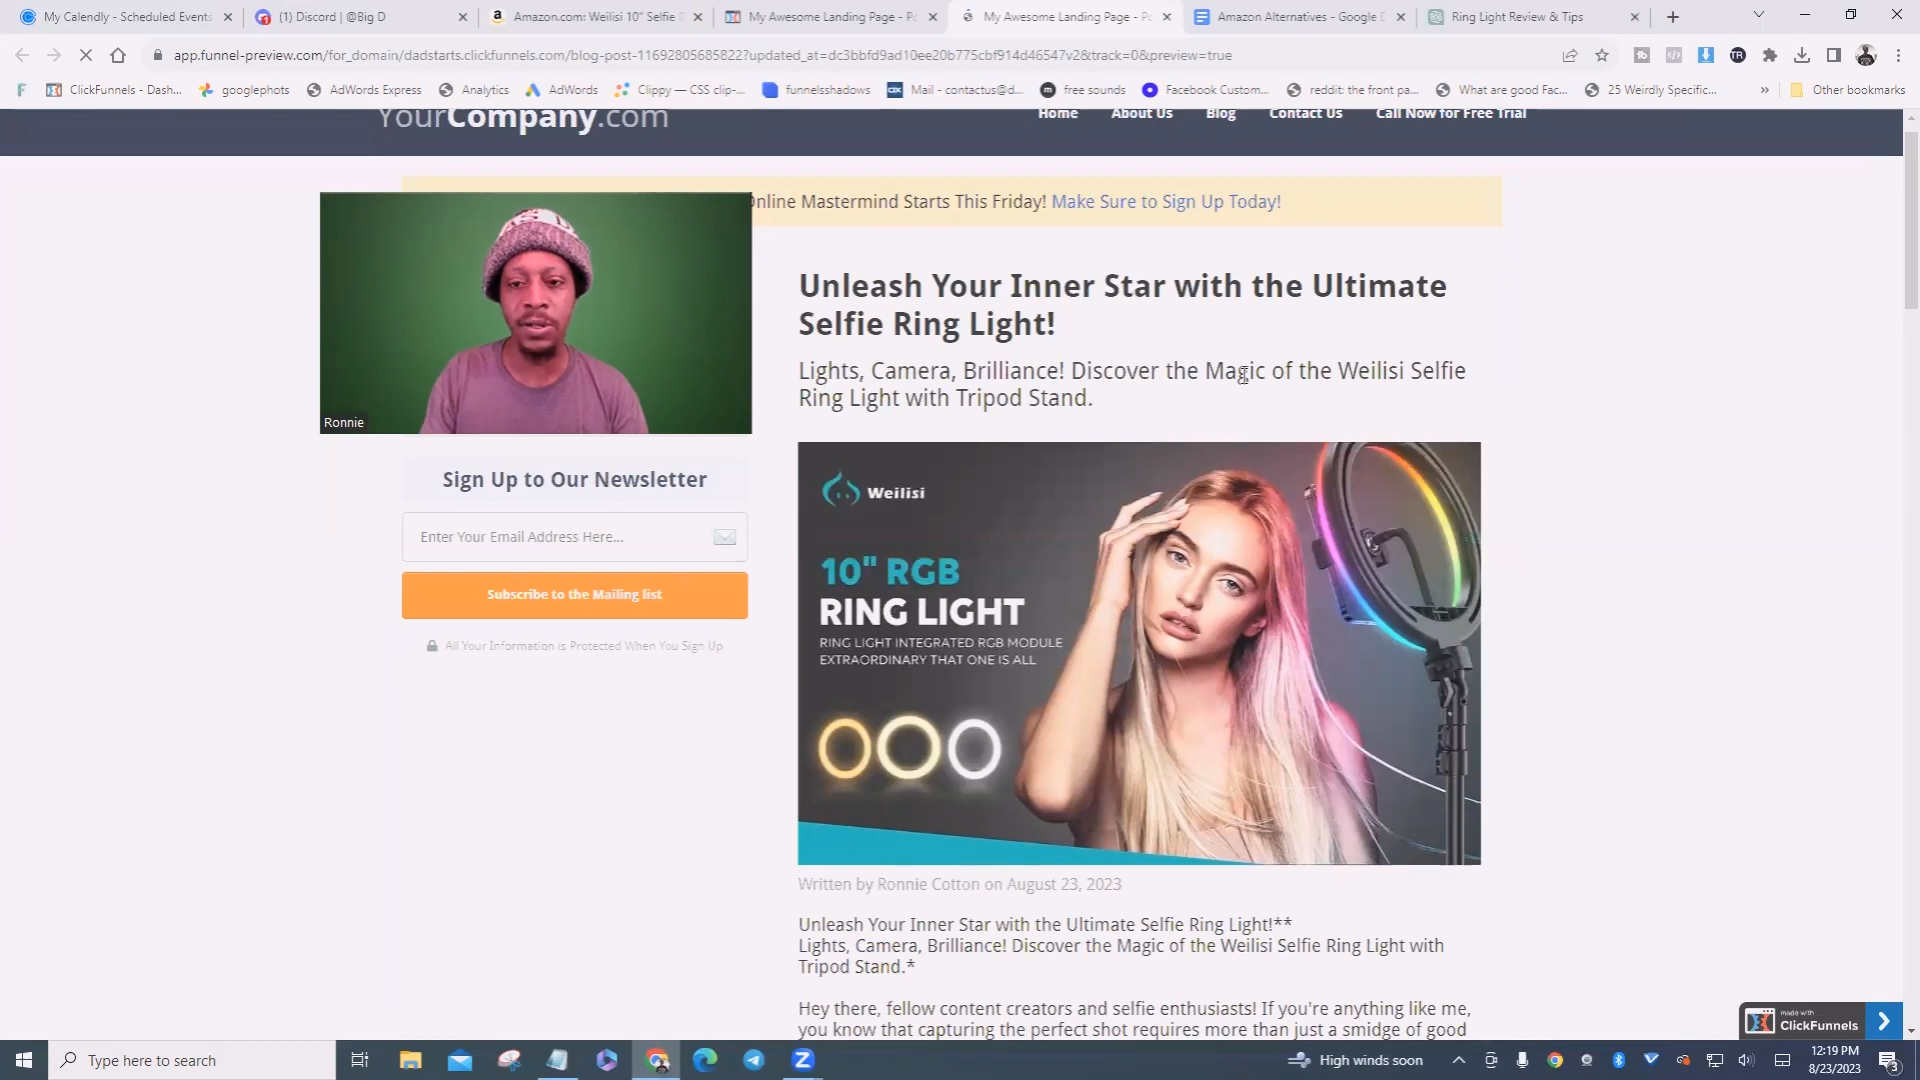 My Calendly - Scheduled Events
(1) Discord | @Big D
Amazon.com: Weilisi 10" Selfie
My Awesome Landing Page - Po
My Awesome Landing Page - Po
Amazon Alternatives - Google D
Ring Light Review & Tips
app.funnel-preview.com/for_domain/dadstarts.clickfunnels.com/blog-post-11692805685822?updated_at=dc3bbfd9ad10ee20b775cbf914d46547v2&track=0&preview=true
ClickFunnels - Dash...
googlephots
AdWords Express
Analytics
AdWords
Clippy — CSS clip-...
funnelsshadows
Mail - contactus@d...
free sounds
Facebook Custom...
reddit: the front pa...
What are good Fac...
25 Weirdly Specific...
Other bookmarks
YourCompany.com
Home
About Us
Blog
Contact Us
Call Now for Free Trial
Online Mastermind Starts This Friday! Make Sure to Sign Up Today!
Ronnie
Unleash Your Inner Star with the Ultimate
Selfie Ring Light!
Lights, Camera, Brilliance! Discover the Magic of the Weilisi Selfie
Ring Light with Tripod Stand.
Sign Up to Our Newsletter
Enter Your Email Address Here...
Subscribe to the Mailing list
All Your Information is Protected When You Sign Up
Weilisi
10" RGB
RING LIGHT
RING LIGHT INTEGRATED RGB MODULE
EXTRAORDINARY THAT ONE IS ALL
Written by Ronnie Cotton on August 23, 2023
Unleash Your Inner Star with the Ultimate Selfie Ring Light!**
Lights, Camera, Brilliance! Discover the Magic of the Weilisi Selfie Ring Light with
Tripod Stand.*
Hey there, fellow content creators and selfie enthusiasts! If you're anything like me,
you know that capturing the perfect shot requires more than just a smidge of good
made with
ClickFunnels
Type here to search
High winds soon
12:19 PM
8/23/2023
3